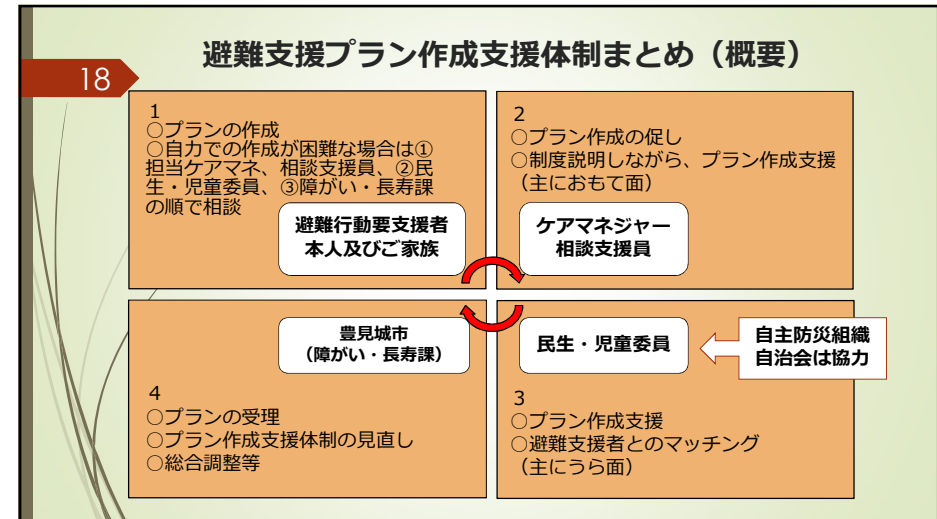 避難支援プラン作成支援体制まとめ（概要）
18
1
○プランの作成
○自力での作成が困難な場合は①
担当ケアマネ、相談支援員、②民
生・児童委員、③障がい・長寿課
の順で相談
避難行動要支援者
本人及びご家族
2
○プラン作成の促し
○制度説明しながら、プラン作成支援
（主におもて面）
ケアマネジャー
相談支援員
豊見城市
（障がい・長寿課）
4
○プランの受理
○プラン作成支援体制の見直し
○総合調整等
民生・児童委員
自主防災組織
自治会は協力
3
○プラン作成支援
○避難支援者とのマッチング
（主にうら面）